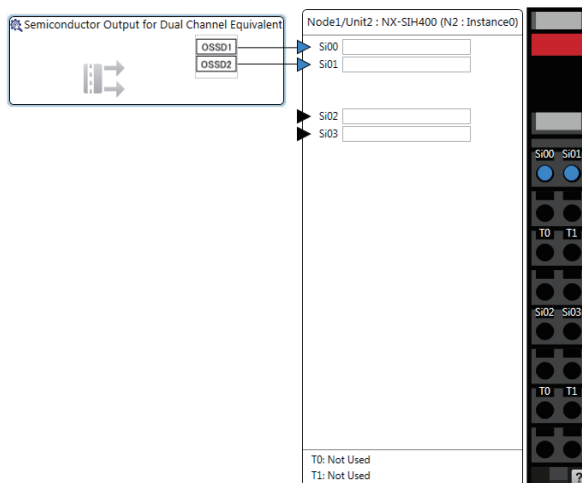 Semiconductor Output for Dual Channel Equivalent
OSSD1
OSSD2
Node1/Unit2 : NX-SIH400 (N2 : Instance0)
Si00
Si01
Si02
Si03
T0: Not Used
T1: Not Used
Si00 Si01
T0 T1
Si02 Si03
T0 T1
?